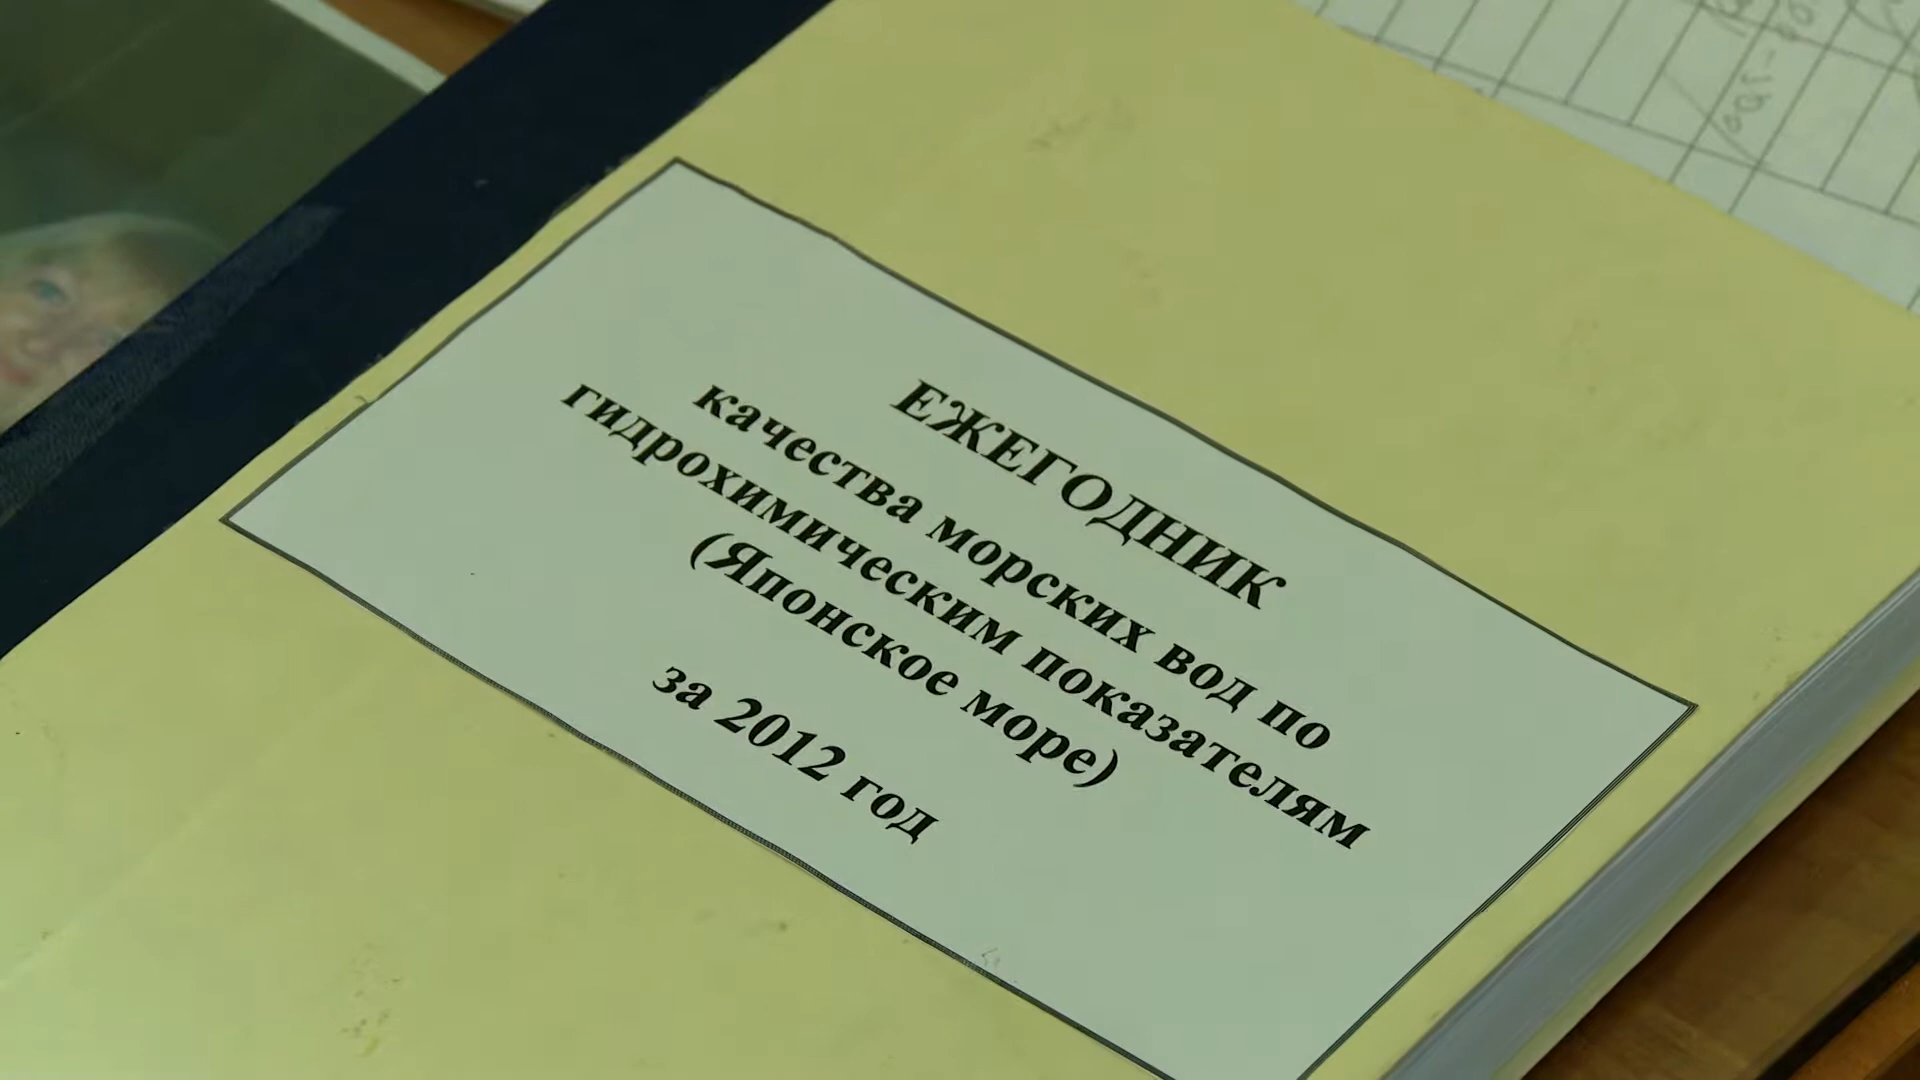 ЕЖЕГОДНИК
качества морских вод по
гидрохимическим показателям
(Японское море)
за 2012 год